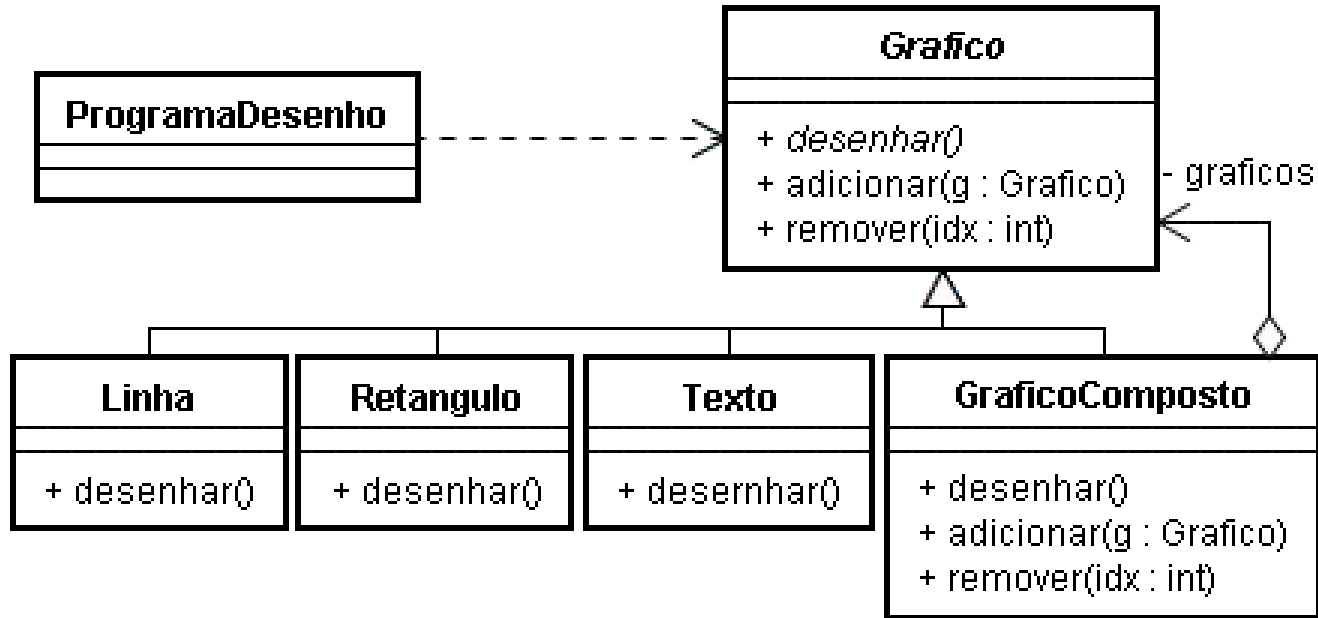 Grafico
+ desenhar()
+ adicionar(g : Grafico)
+ remover(idx : int)
ProgramaDesenho
- graficos
Linha
+ desenhar()
Retangulo
+ desenhar()
Texto
+ desernhar()
GraficoComposto
+ desenhar()
+ adicionar(g : Grafico)
+ remover(idx : int)